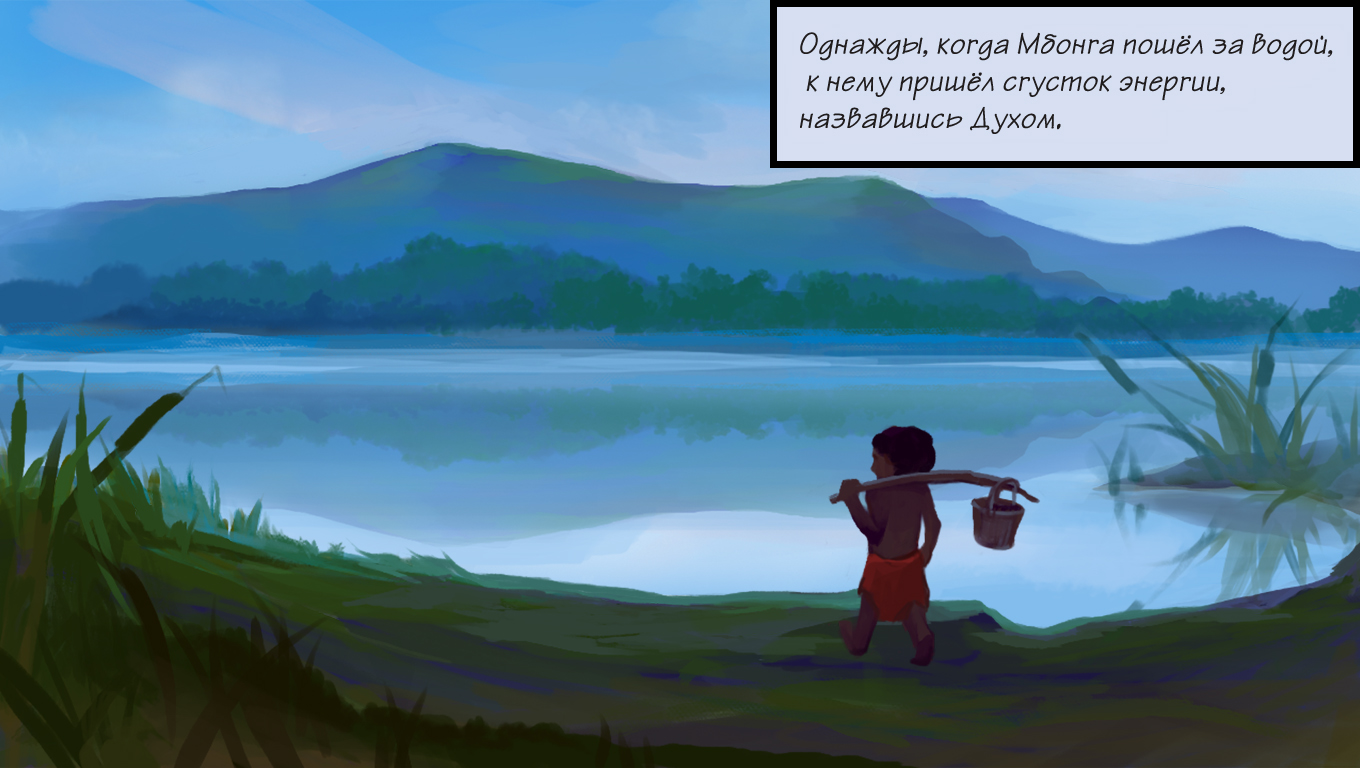 Однажды, когда Мбонга пошёл за водой,
к нему пришёл сгусток энергии,
назвавшись Духом.